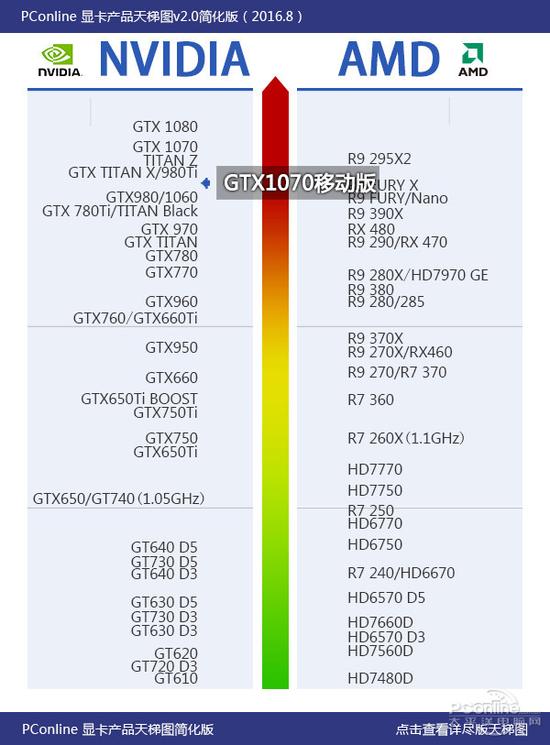 PConline 显卡产品天梯图v2.0简化版（2016.8）
NVIDIA
NVIDIA.
AMD
AMD
GTX 1080
GTX 1070
TITAN Z
GTX TITAN X/980Ti
GTX980/1060
GTX 780Ti/TITAN Black
GTX 970
GTX TITAN
GTX780
GTX770
GTX960
GTX760/GTX660Ti
GTX950
GTX660
GTX650Ti BOOST
GTX750Ti
GTX750
GTX650Ti
GTX650/GT740（1.05GHz）
GT640 D5
GT730 D5
GT640 D3
GT630 D5
GT730 D3
GT630 D3
GT620
GT720 D3
GT610
GTX1070移动版
R9 295X2
FURY X
R9 FURY/Nano
R9 390X
RX 480
R9 290/RX 470
R9 280X/HD7970 GE
R9 380
R9 280/285
R9 370X
R9 270X/RX460
R9 270/R7 370
R7 360
R7 260X（1.1GHz）
HD7770
HD7750
R7 250
HD6770
HD6750
R7 240/HD6670
HD6570 D5
HD7660D
HD6570 D3
HD7560D
HD7480D
PConline
太平洋电脑网
PConline 显卡产品天梯图简化版
点击查看详尽版天梯图